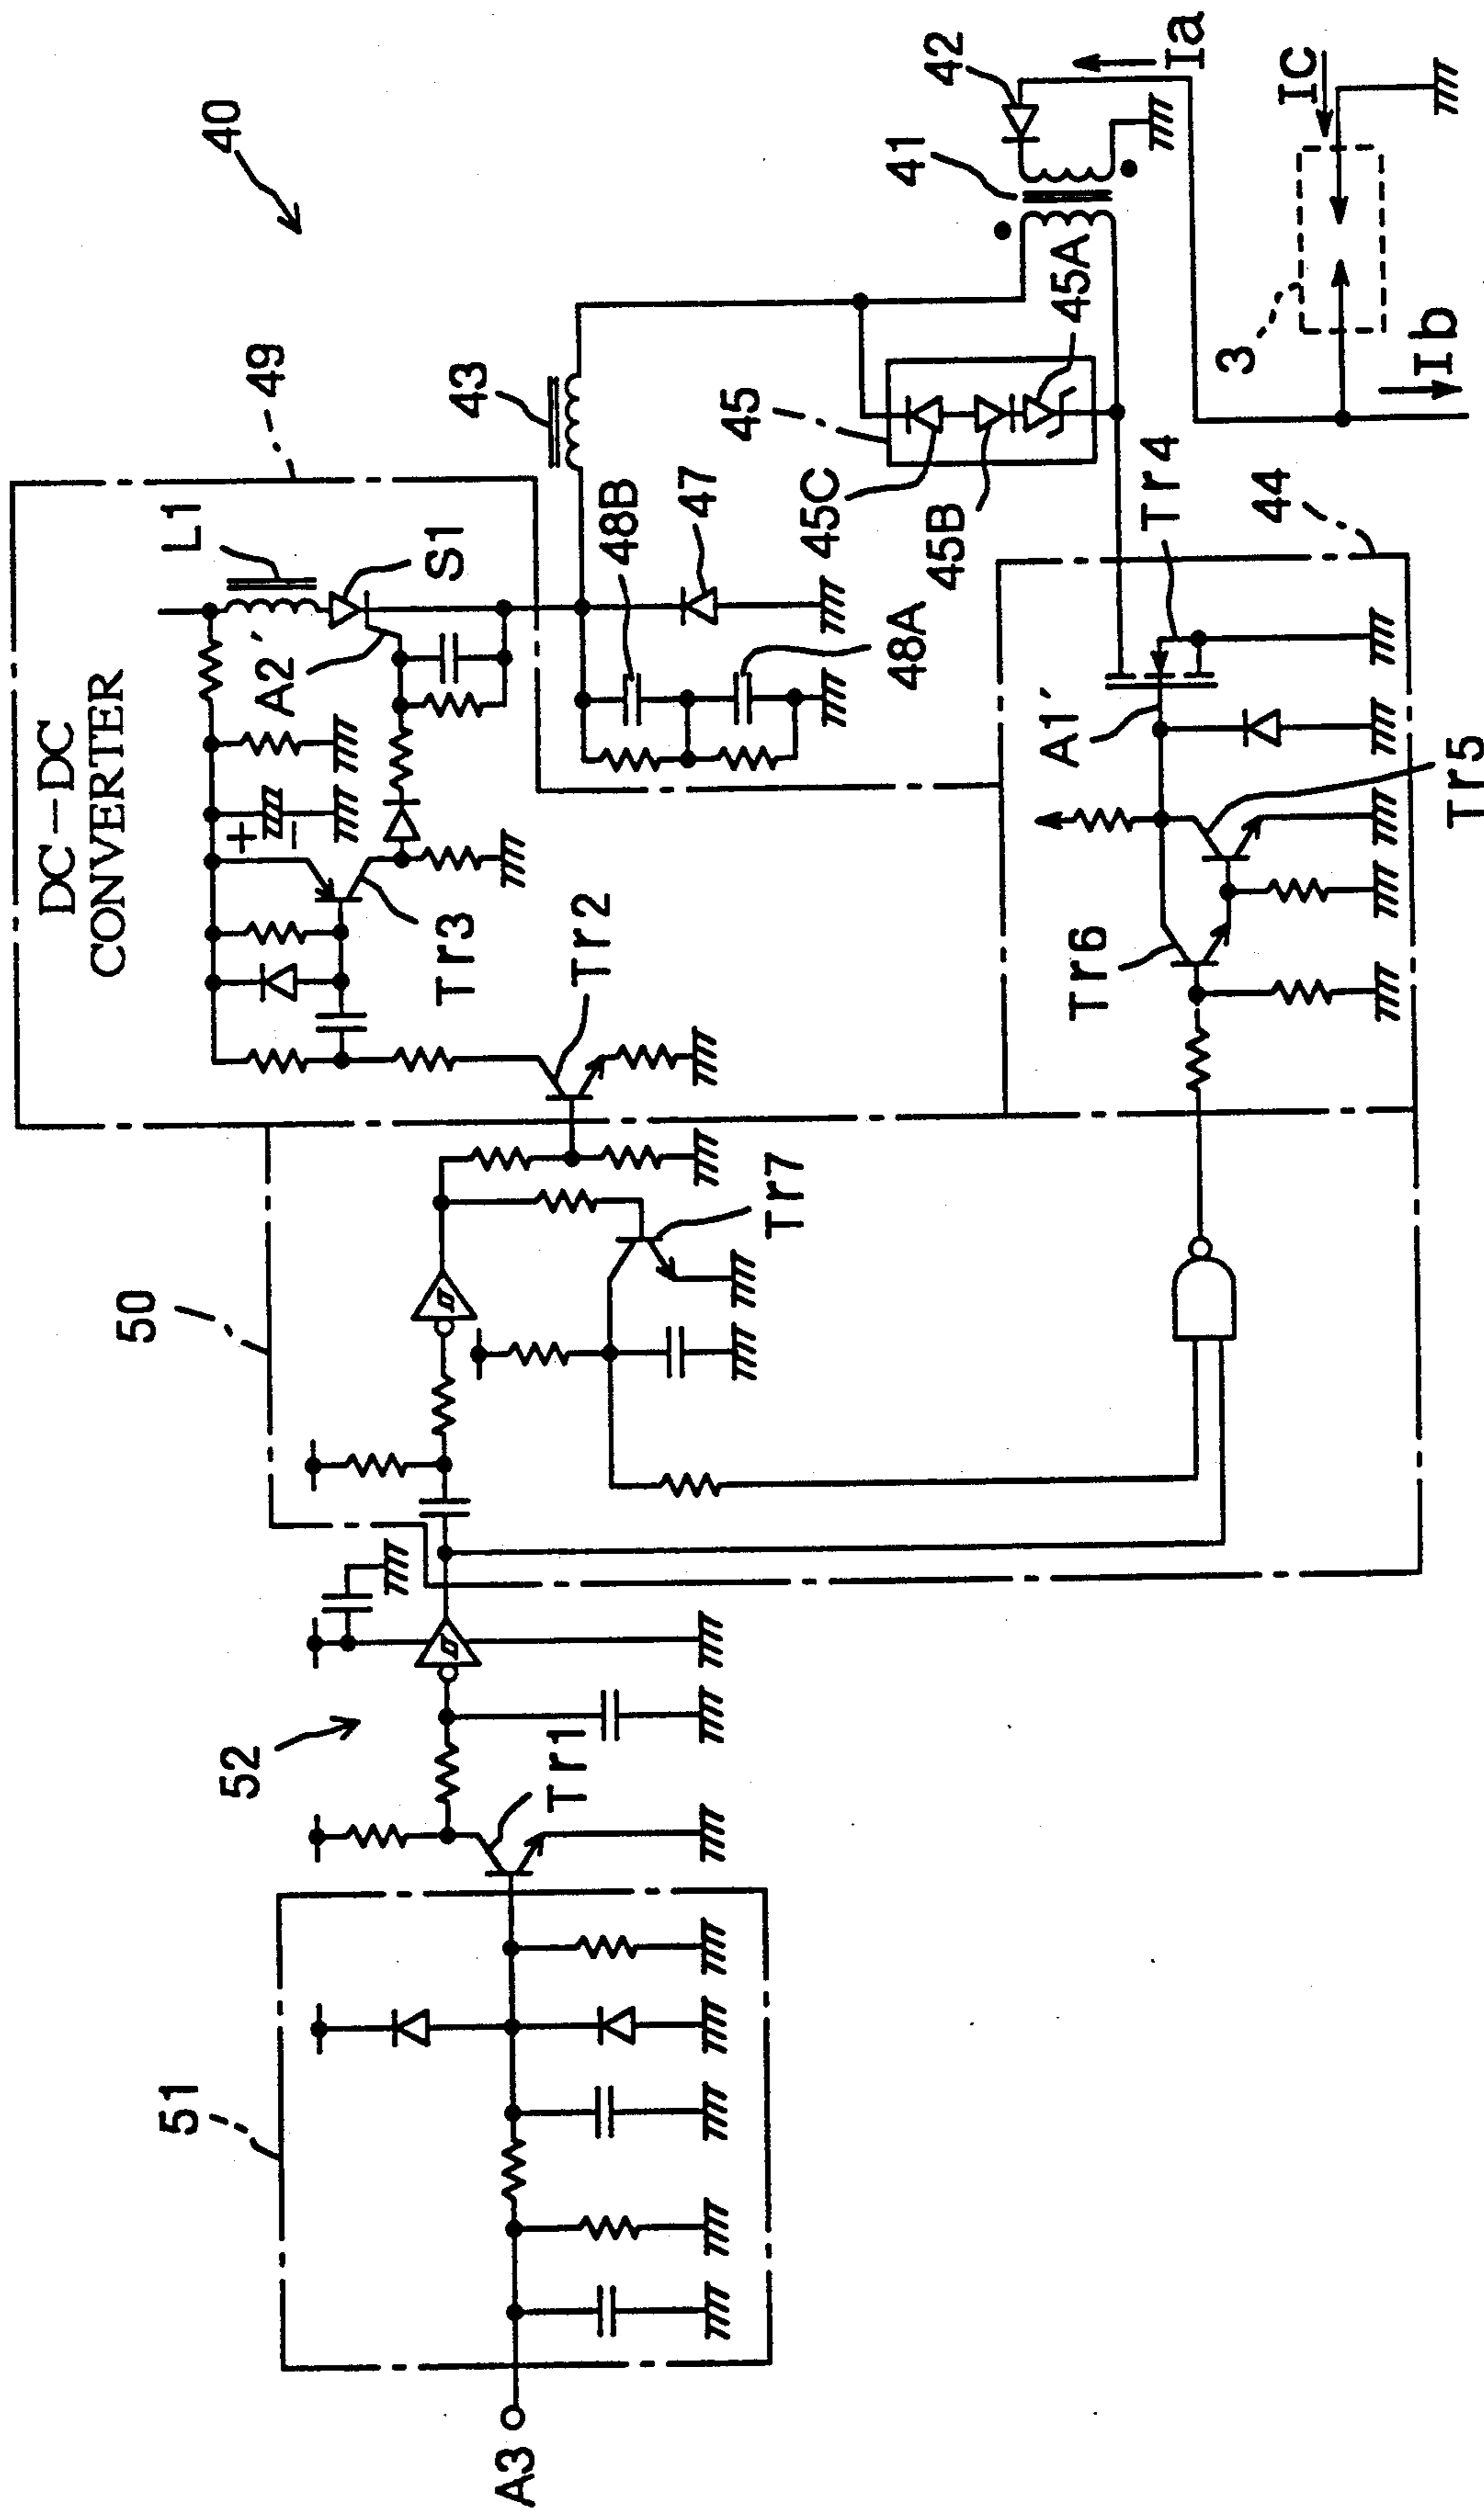 40
DC-DC
CONVERTER
49
L1
A2'
S1
43
42
41
Ia
IC
3
Ib
45
45A
45B
45C
48B
47
48A
Tr3
Tr2
Tr4
44
A1'
Tr5
Tr6
50
Tr7
52
Tr1
51
A3
+
−